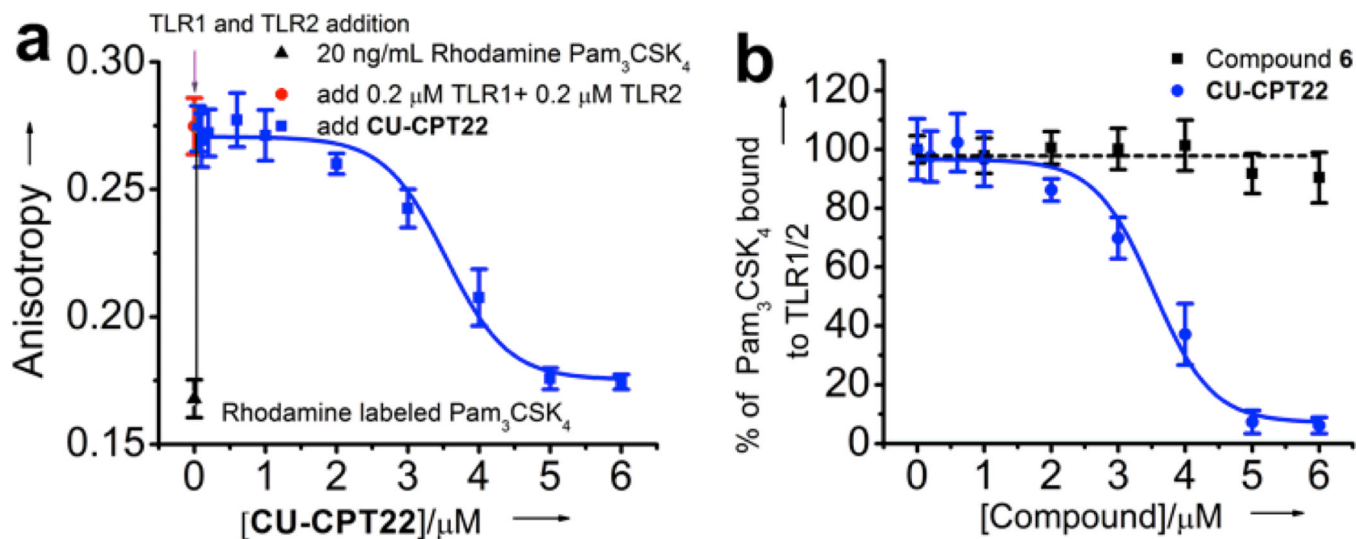 a
TLR1 and TLR2 addition
20 ng/mL Rhodamine Pam₃CSK₄
add 0.2 μM TLR1+ 0.2 μM TLR2
add CU-CPT22
0.30
0.25
0.20
0.15
Anisotropy
Rhodamine labeled Pam₃CSK₄
0 1 2 3 4 5 6
[CU-CPT22]/μM
b
Compound 6
CU-CPT22
120
100
80
60
40
20
0
% of Pam₃CSK₄ bound
to TLR1/2
0 1 2 3 4 5 6
[Compound]/μM